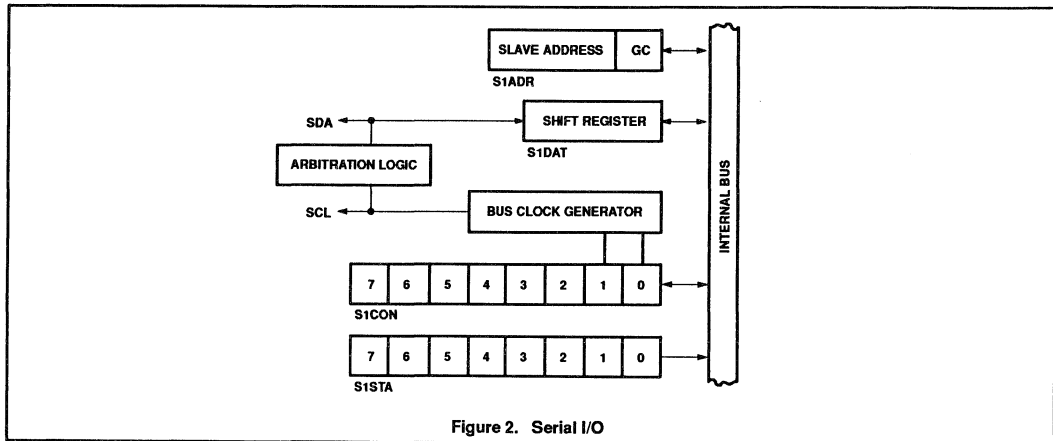 SLAVE ADDRESS GC
S1ADR
SDA
SHIFT REGISTER
S1DAT
ARBITRATION LOGIC
SCL
BUS CLOCK GENERATOR
INTERNAL BUS
7 6 5 4 3 2 1 0
S1CON
7 6 5 4 3 2 1 0
S1STA
Figure 2. Serial I/O